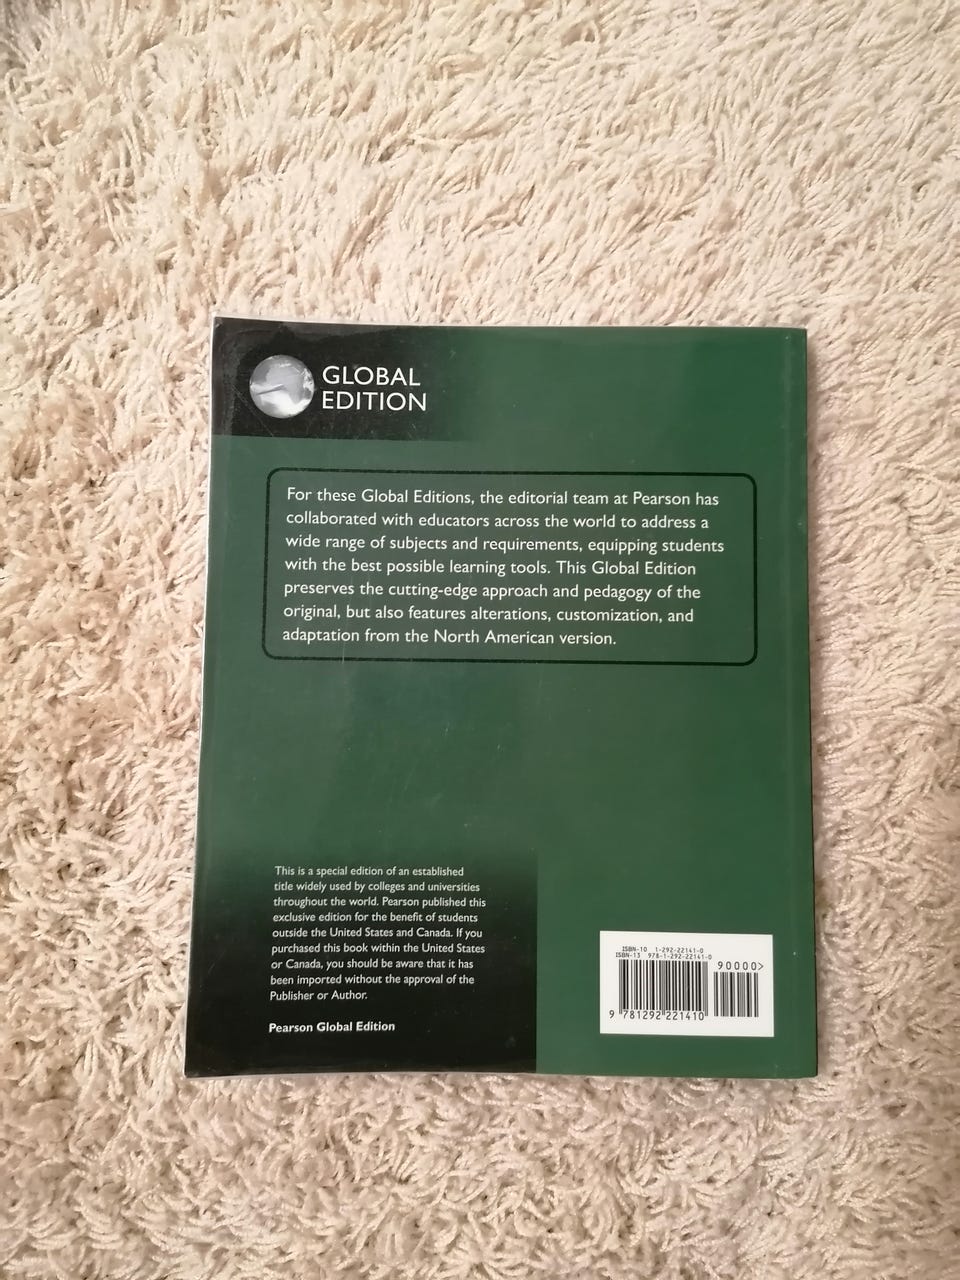 GLOBAL
EDITION
For these Global Editions, the editorial team at Pearson has
collaborated with educators across the world to address a
wide range of subjects and requirements, equipping students
with the best possible learning tools. This Global Edition
preserves the cutting-edge approach and pedagogy of the
original, but also features alterations, customization, and
adaptation from the North American version.
This is a special edition of an established
title widely used by colleges and universities
throughout the world. Pearson published this
exclusive edition for the benefit of students
outside the United States and Canada. If you
purchased this book within the United States
or Canada, you should be aware that it has
been imported without the approval of the
Publisher or Author.
Pearson Global Edition
ISBN-10 1-292-22141-0
ISBN-13 978-1-292-22141-0
90000>
9 781292 221410